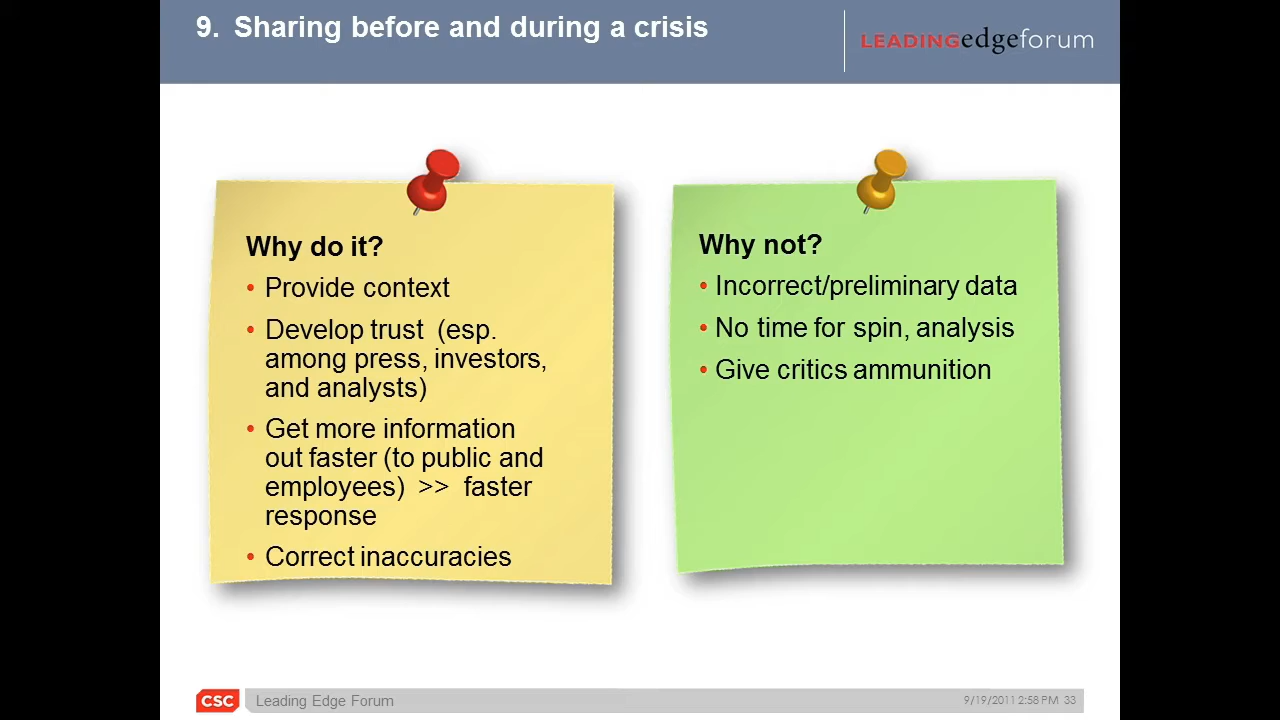 9. Sharing before and during a crisis
LEADINGedgeforum
Why do it?
• Provide context
• Develop trust (esp.
among press, investors,
and analysts)
• Get more information
out faster (to public and
employees) >> faster
response
• Correct inaccuracies
Why not?
• Incorrect/preliminary data
• No time for spin, analysis
• Give critics ammunition
CSC
Leading Edge Forum
9/19/2011 2:58 PM 33